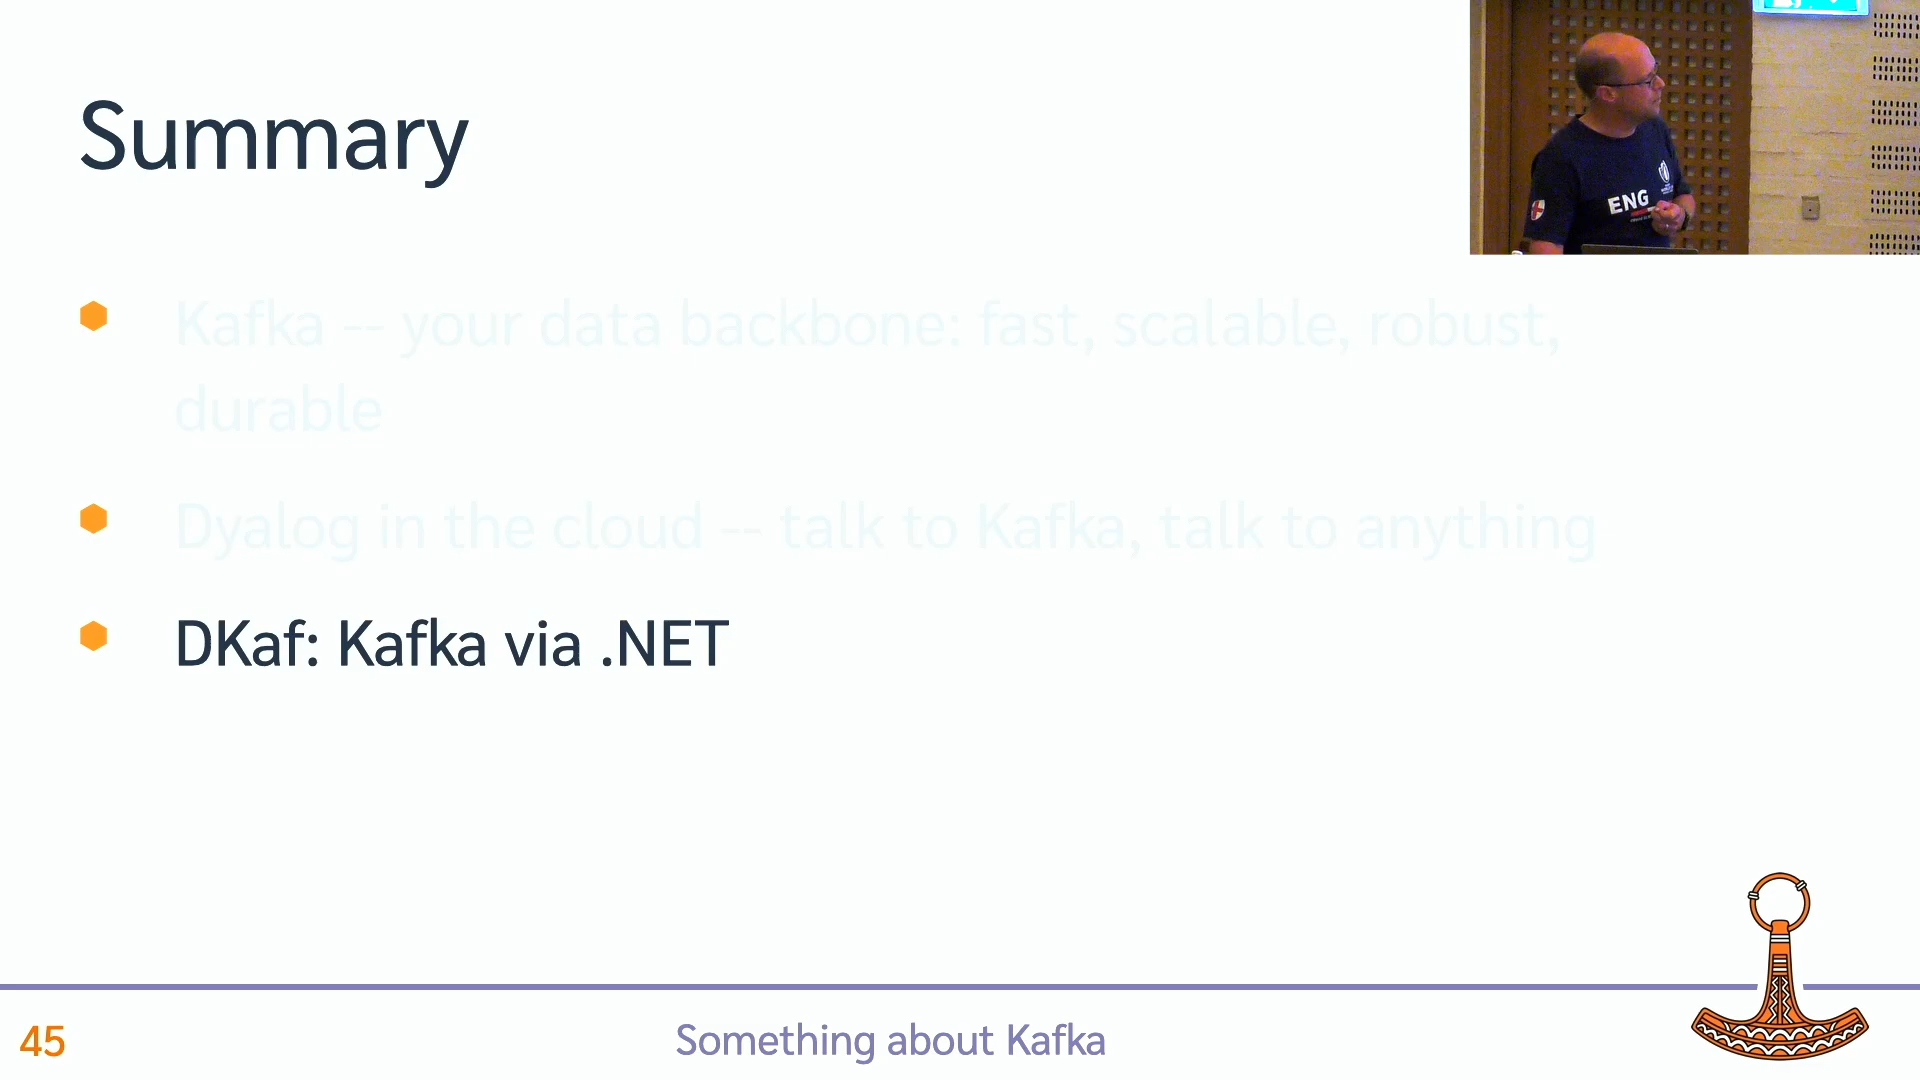 Summary
ENG
Kafka -- your data backbone: fast, scalable, robust,
durable
Dyalog in the cloud -- talk to Kafka, talk to anything
DKaf: Kafka via .NET
45
Something about Kafka